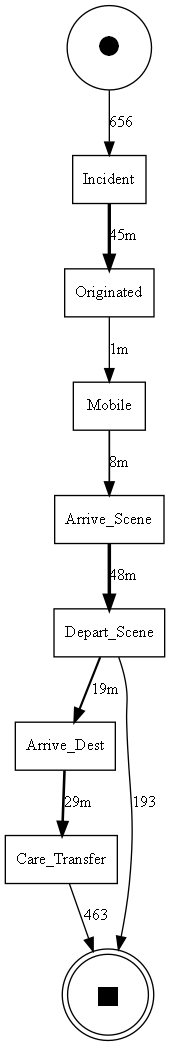 656
Incident
45m
Originated
1m
Mobile
8m
Arrive_Scene
48m
Depart_Scene
19m
Arrive_Dest
193
29m
Care_Transfer
463